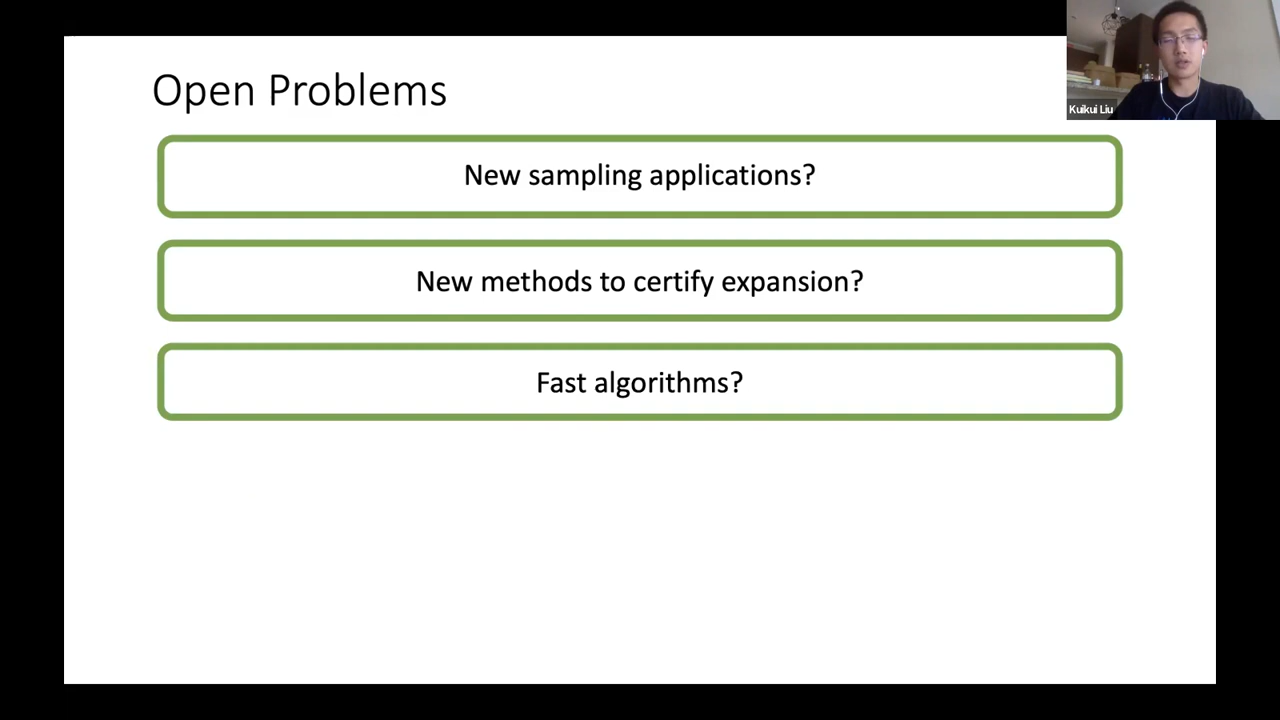 Open Problems
Kuikui Liu
New sampling applications?
New methods to certify expansion?
Fast algorithms?